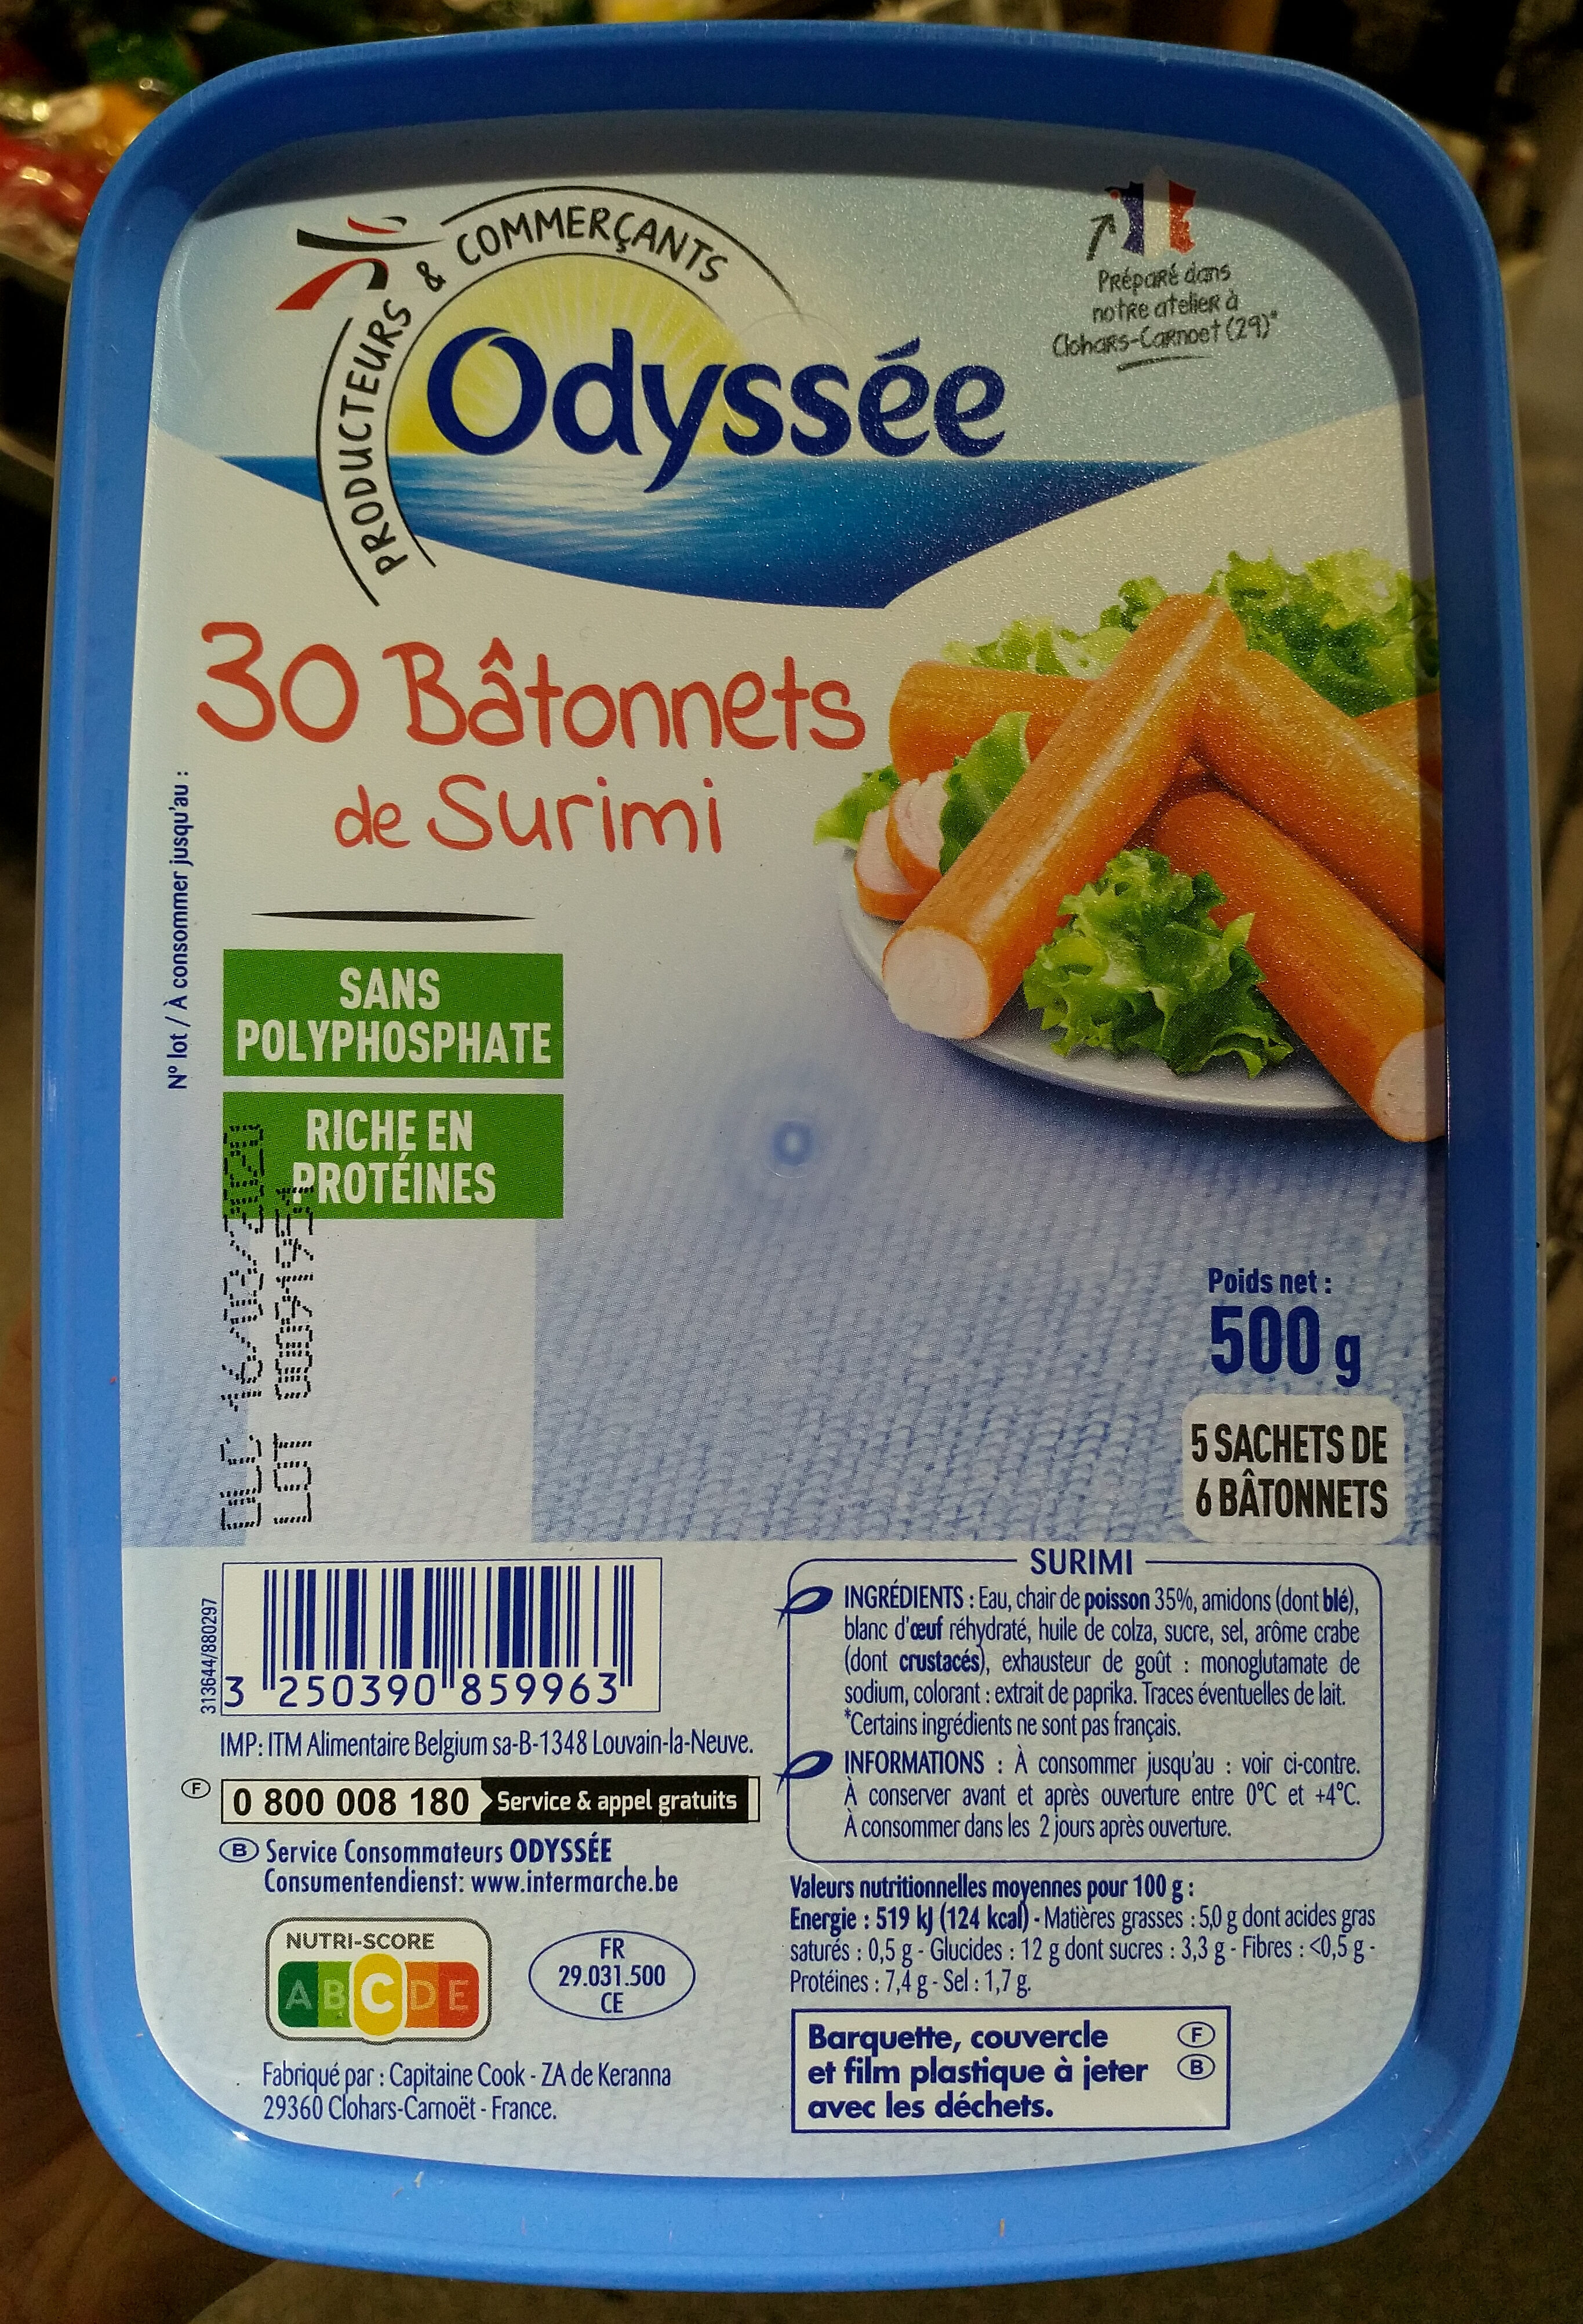 PRODUCTEURS & COMMERÇANTS
Odyssée
Préparé dans
notre atelier à
Clohars-Carnoet (29)*
30 Bâtonnets
de Surimi
N° lot / À consommer jusqu'au :
SANS
POLYPHOSPHATE
RICHE EN
PROTÉINES
DLC 16/03/2020
LOT
Poids net :
500 g
5 SACHETS DE
6 BÂTONNETS
313644/880297
3 250390 859963
IMP: ITM Alimentaire Belgium sa-B-1348 Louvain-la-Neuve.
F 0 800 008 180 Service & appel gratuits
B Service Consommateurs ODYSSÉE
Consumentendienst: www.intermarche.be
NUTRI-SCORE
A B C D E
FR
29.031.500
CE
Fabriqué par : Capitaine Cook - ZA de Keranna
29360 Clohars-Carnoët - France.
SURIMI
INGRÉDIENTS : Eau, chair de poisson 35%, amidons (dont blé),
blanc d'œuf réhydraté, huile de colza, sucre, sel, arôme crabe
(dont crustacés), exhausteur de goût : monoglutamate de
sodium, colorant : extrait de paprika. Traces éventuelles de lait.
*Certains ingrédients ne sont pas français.
INFORMATIONS : À consommer jusqu'au : voir ci-contre.
À conserver avant et après ouverture entre 0°C et +4°C.
À consommer dans les 2 jours après ouverture.
Valeurs nutritionnelles moyennes pour 100 g :
Energie : 519 kJ (124 kcal) - Matières grasses : 5,0 g dont acides gras
saturés : 0,5 g - Glucides : 12 g dont sucres : 3,3 g - Fibres : <0,5 g -
Protéines : 7,4 g - Sel : 1,7 g.
Barquette, couvercle
et film plastique à jeter
avec les déchets.
F
B